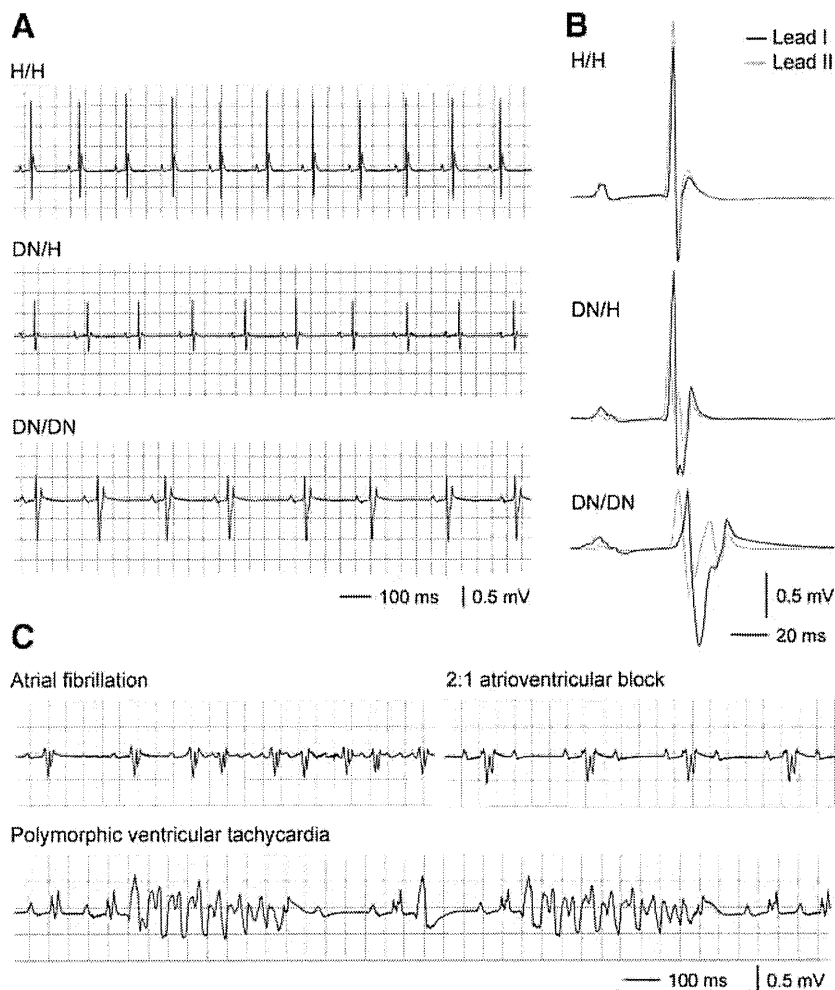 A
H/H
DN/H
DN/DN
100 ms 0.5 mV
B
H/H
Lead I
Lead II
DN/H
DN/DN
0.5 mV
20 ms
C
Atrial fibrillation
2:1 atrioventricular block
Polymorphic ventricular tachycardia
100 ms 0.5 mV